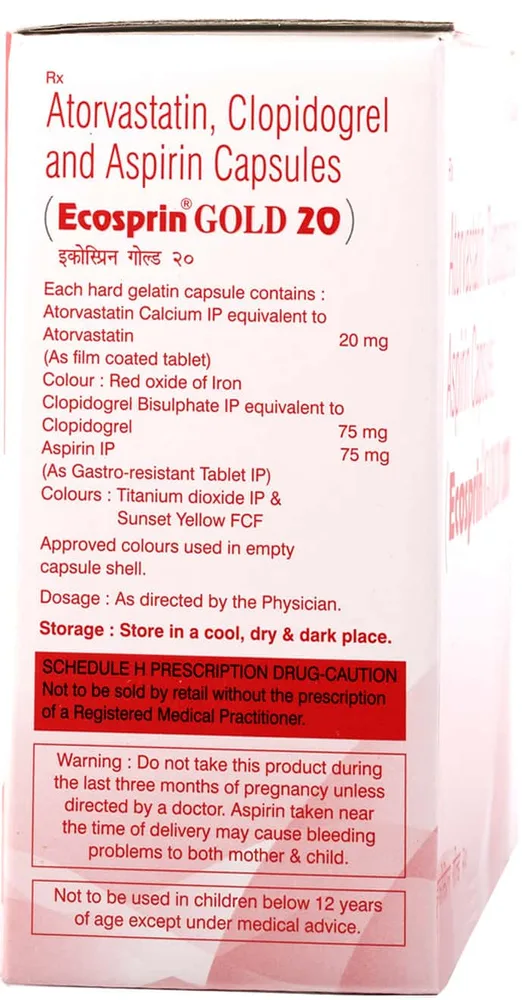 Rx
Atorvastatin, Clopidogrel
and Aspirin Capsules
(Ecosprin® GOLD 20)
इकोस्प्रिन गोल्ड २०
Each hard gelatin capsule contains :
Atorvastatin Calcium IP equivalent to
Atorvastatin 20 mg
(As film coated tablet)
Colour : Red oxide of Iron
Clopidogrel Bisulphate IP equivalent to
Clopidogrel 75 mg
Aspirin IP 75 mg
(As Gastro-resistant Tablet IP)
Colours : Titanium dioxide IP &
Sunset Yellow FCF
Approved colours used in empty
capsule shell.
Dosage : As directed by the Physician.
Storage : Store in a cool, dry & dark place.
SCHEDULE H PRESCRIPTION DRUG-CAUTION
Not to be sold by retail without the prescription
of a Registered Medical Practitioner.
Warning : Do not take this product during
the last three months of pregnancy unless
directed by a doctor. Aspirin taken near
the time of delivery may cause bleeding
problems to both mother & child.
Not to be used in children below 12 years
of age except under medical advice.
Rx
Atorvastatin,
Aspirin Capsules
Ecosprin GOLD